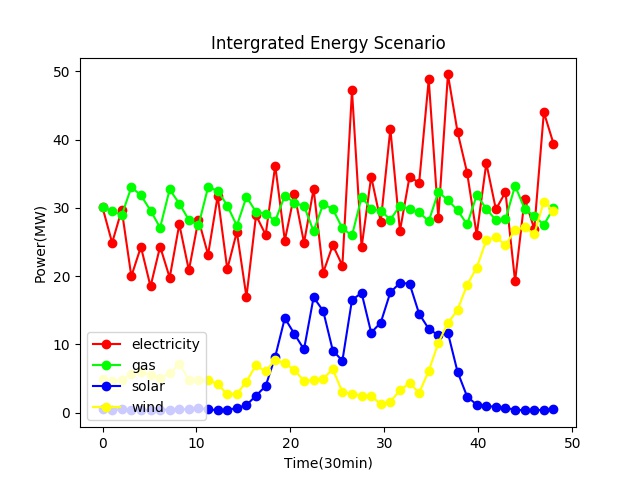 Intergrated Energy Scenario
Power(MW)
50
40
30
20
10
0
electricity
gas
solar
wind
0 10 20 30 40 50
Time(30min)